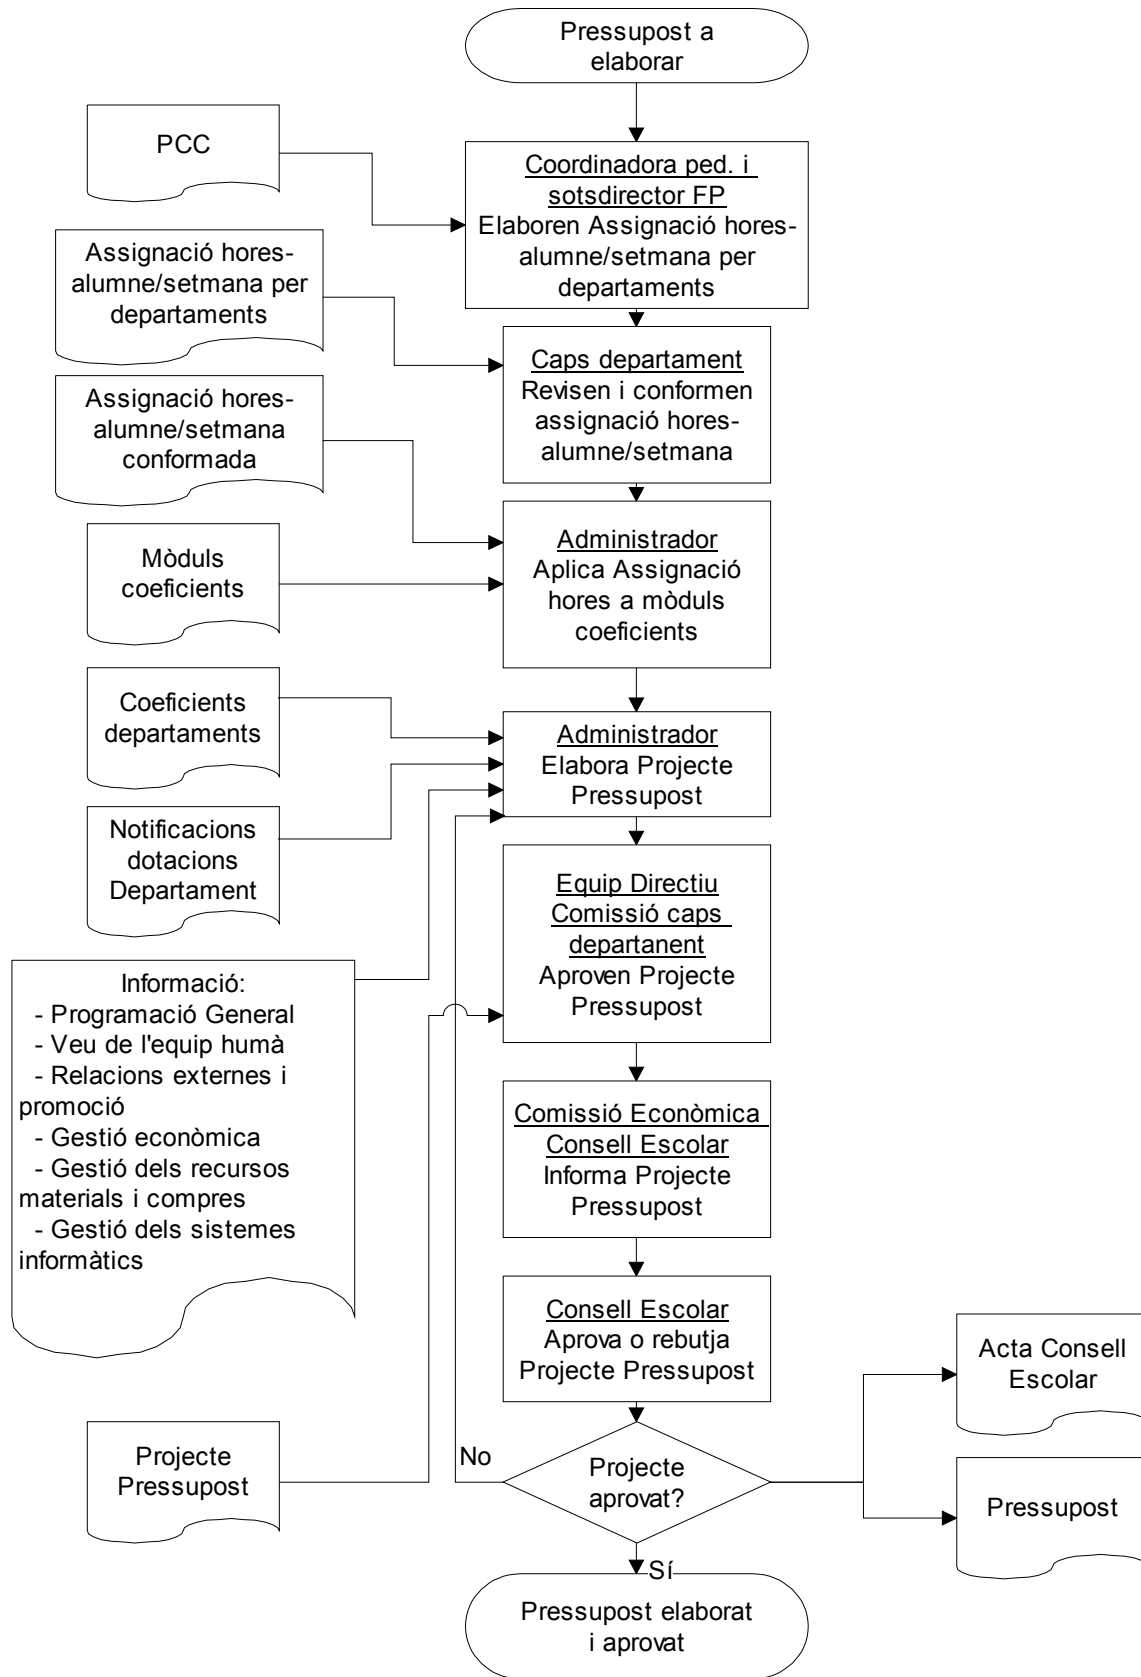 Pressupost a
elaborar
PCC
Coordinadora ped. i
sotsdirector FP
Elaboren Assignació hores-
alumne/setmana per
departaments
Assignació hores-
alumne/setmana per
departaments
Caps departament
Revisen i conformen
assignació hores-
alumne/setmana
Assignació hores-
alumne/setmana
conformada
Administrador
Aplica Assignació
hores a mòduls
coeficients
Mòduls
coeficients
Coeficients
departaments
Administrador
Elabora Projecte
Pressupost
Notificacions
dotacions
Departament
Equip Directiu
Comissió caps
departanent
Aproven Projecte
Pressupost
Informació:
- Programació General
- Veu de l'equip humà
- Relacions externes i
promoció
- Gestió econòmica
- Gestió dels recursos
materials i compres
- Gestió dels sistemes
informàtics
Comissió Econòmica
Consell Escolar
Informa Projecte
Pressupost
Consell Escolar
Aprova o rebutja
Projecte Pressupost
Acta Consell
Escolar
Projecte
Pressupost
No
Projecte
aprovat?
Pressupost
Sí
Pressupost elaborat
i aprovat